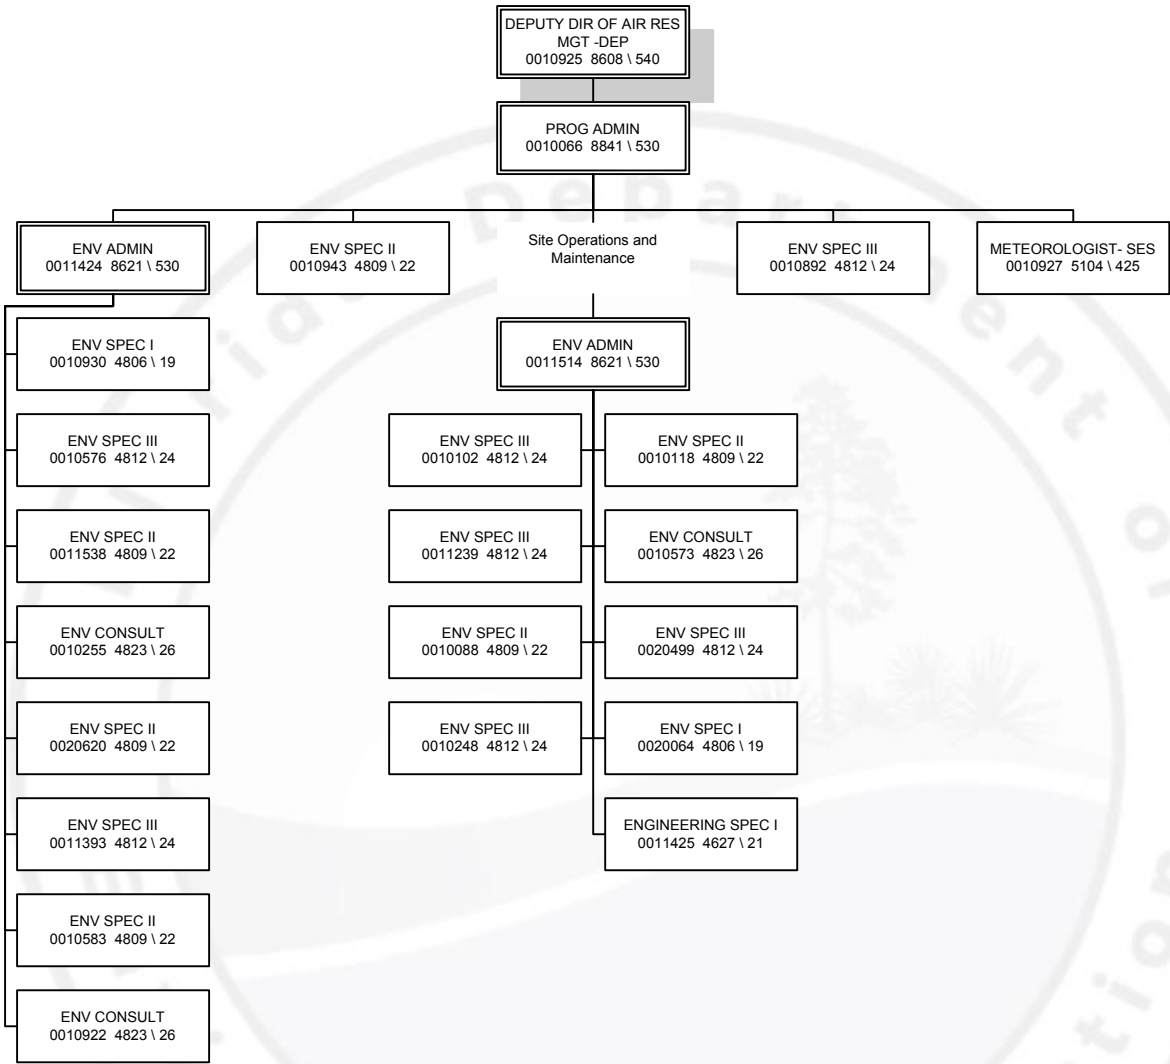 DEPUTY DIR OF AIR RES
MGT -DEP
0010925 8608 \ 540
PROG ADMIN
0010066 8841 \ 530
ENV ADMIN
0011424 8621 \ 530
ENV SPEC II
0010943 4809 \ 22
Site Operations and
Maintenance
ENV SPEC III
0010892 4812 \ 24
METEOROLOGIST- SES
0010927 5104 \ 425
ENV SPEC I
0010930 4806 \ 19
ENV SPEC III
0010576 4812 \ 24
ENV SPEC II
0011538 4809 \ 22
ENV CONSULT
0010255 4823 \ 26
ENV SPEC II
0020620 4809 \ 22
ENV SPEC III
0011393 4812 \ 24
ENV SPEC II
0010583 4809 \ 22
ENV CONSULT
0010922 4823 \ 26
ENV ADMIN
0011514 8621 \ 530
ENV SPEC III
0010102 4812 \ 24
ENV SPEC II
0010118 4809 \ 22
ENV SPEC III
0011239 4812 \ 24
ENV CONSULT
0010573 4823 \ 26
ENV SPEC II
0010088 4809 \ 22
ENV SPEC III
0020499 4812 \ 24
ENV SPEC III
0010248 4812 \ 24
ENV SPEC I
0020064 4806 \ 19
ENGINEERING SPEC I
0011425 4627 \ 21
Department